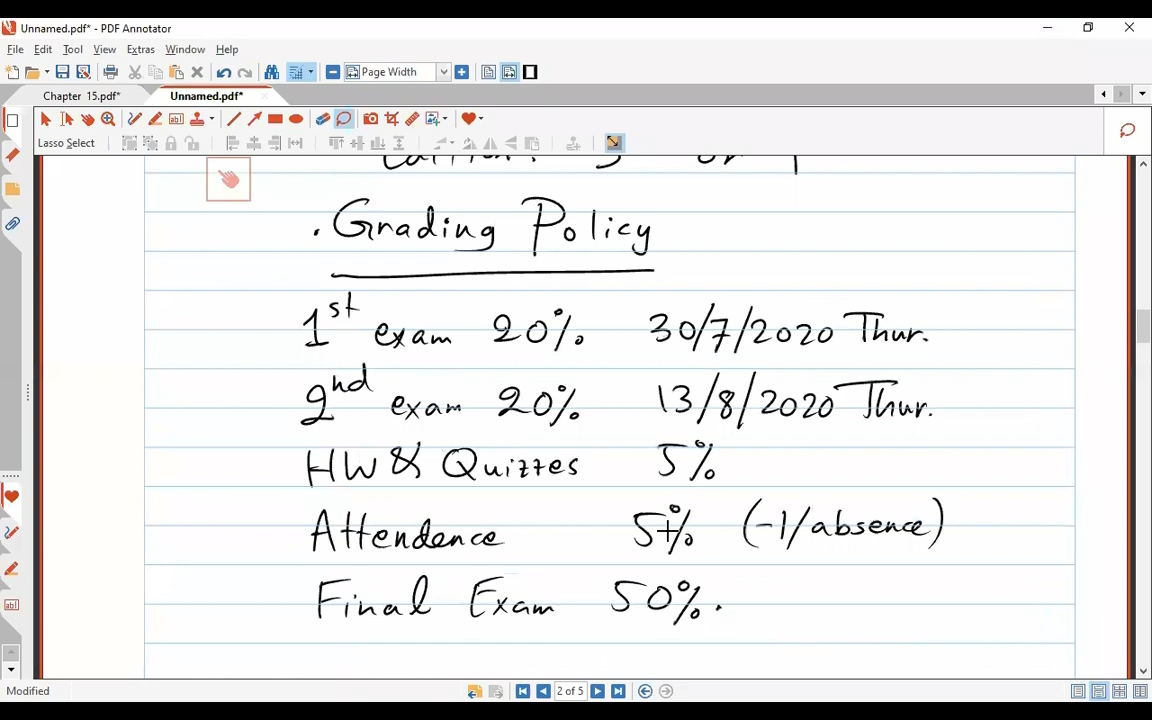 Unnamed.pdf* - PDF Annotator
File Edit Tool View Extras Window Help
Page Width
Chapter 15.pdf* Unnamed.pdf*
Lasso Select
. Grading Policy
1st exam 20% 30/7/2020 Thur.
2nd exam 20% 13/8/2020 Thur.
HW & Quizzes 5%
Attendence 5% (-1/absence)
Final Exam 50%.
Modified 2 of 5